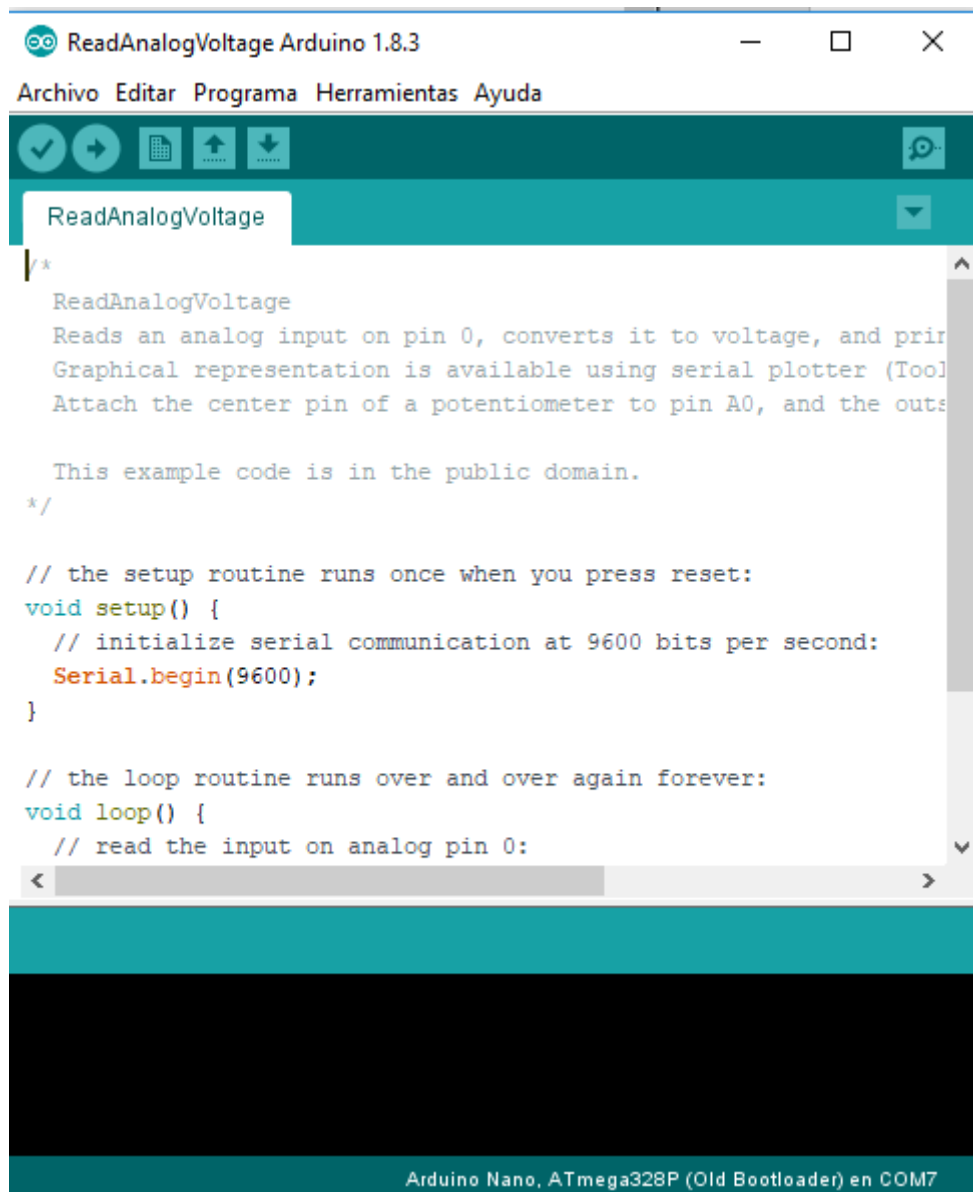 ReadAnalogVoltage Arduino 1.8.3
Archivo Editar Programa Herramientas Ayuda
ReadAnalogVoltage
/*
ReadAnalogVoltage
Reads an analog input on pin 0, converts it to voltage, and
Graphical representation is available using serial plotter
Attach the center pin of a potentiometer to pin A0, and the
This example code is in the public domain.
*/
// the setup routine runs once when you press reset:
void setup() {
// initialize serial communication at 9600 bits per second:
Serial.begin(9600);
}
// the loop routine runs over and over again forever:
void loop() {
// read the input on analog pin 0:
Arduino Nano, ATmega328P (Old Bootloader) en COM7